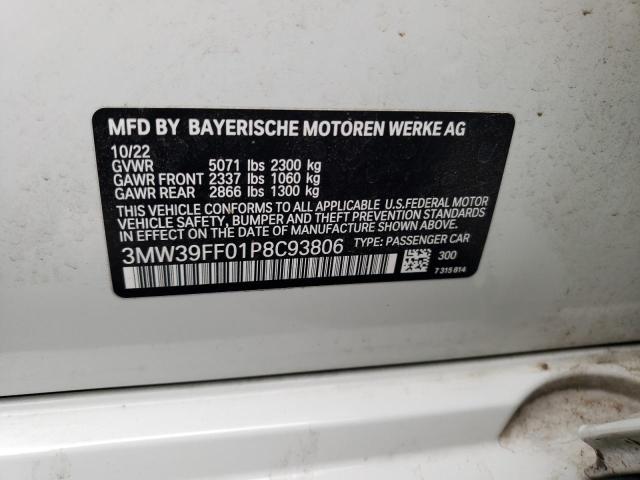 MFD BY BAYERISCHE MOTOREN WERKE AG
10/22
GVWR 5071 lbs 2300 kg
GAWR FRONT 2337 lbs 1060 kg
GAWR REAR 2866 lbs 1300 kg
THIS VEHICLE CONFORMS TO ALL APPLICABLE U.S.FEDERAL MOTOR
VEHICLE SAFETY, BUMPER AND THEFT PREVENTION STANDARDS IN
EFFECT ON THE DATE OF MANUFACTURE SHOWN ABOVE.
3MW39FF01P8C93806 TYPE: PASSENGER CAR
300
7 315 814